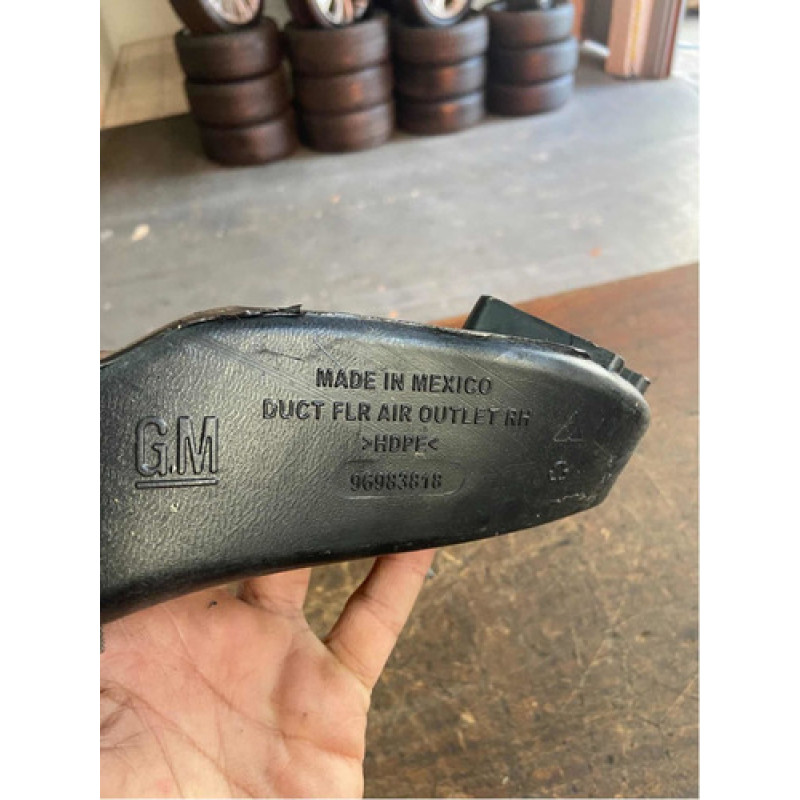 MADE IN MEXICO
DUCT FLR AIR OUTLET RH
>HDPE<
GM
96983818